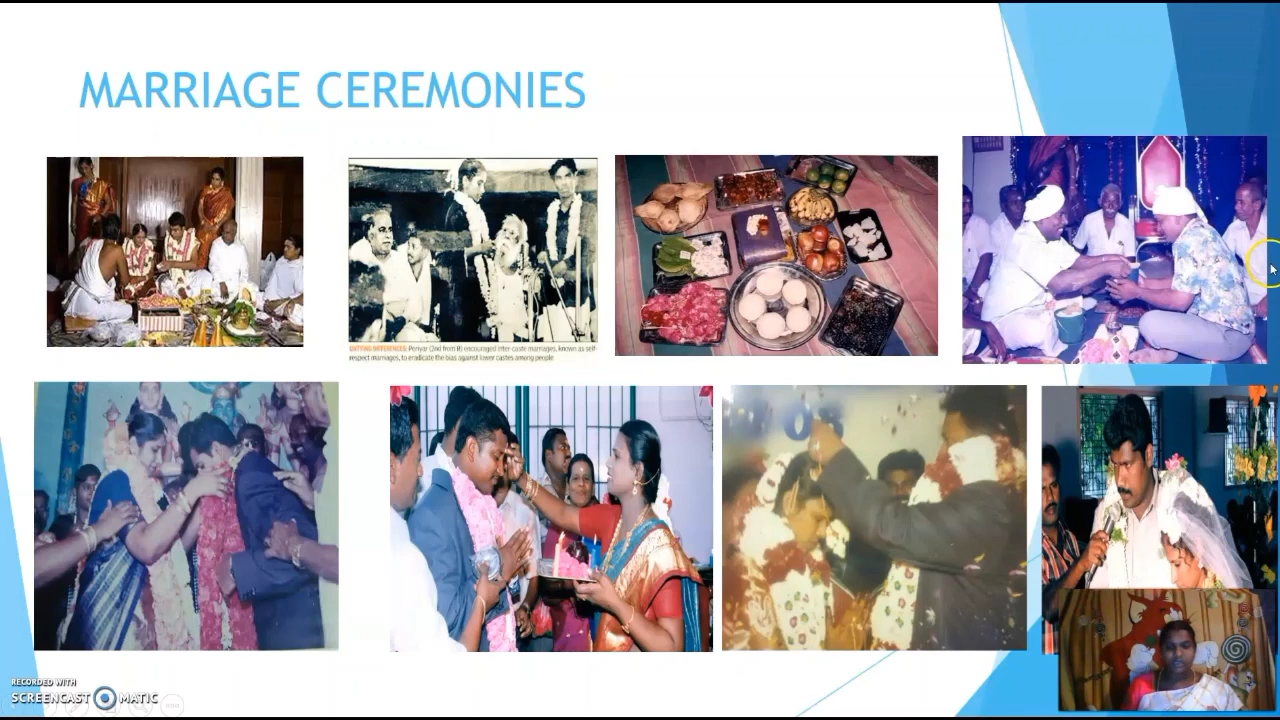 MARRIAGE CEREMONIES
UNITING DIFFERENCES: Periyar (2nd from R) encouraged inter-caste marriages, known as self-
respect marriages, to eradicate the bias against lower castes among people
RECORDED WITH
SCREENCAST MATIC